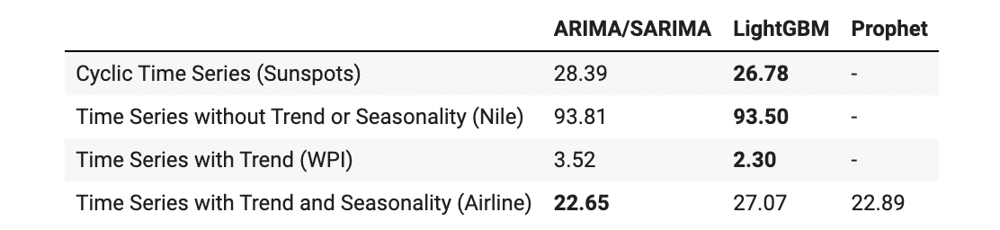 ARIMA/SARIMA LightGBM Prophet
Cyclic Time Series (Sunspots) 28.39 26.78 -
Time Series without Trend or Seasonality (Nile) 93.81 93.50 -
Time Series with Trend (WPI) 3.52 2.30 -
Time Series with Trend and Seasonality (Airline) 22.65 27.07 22.89